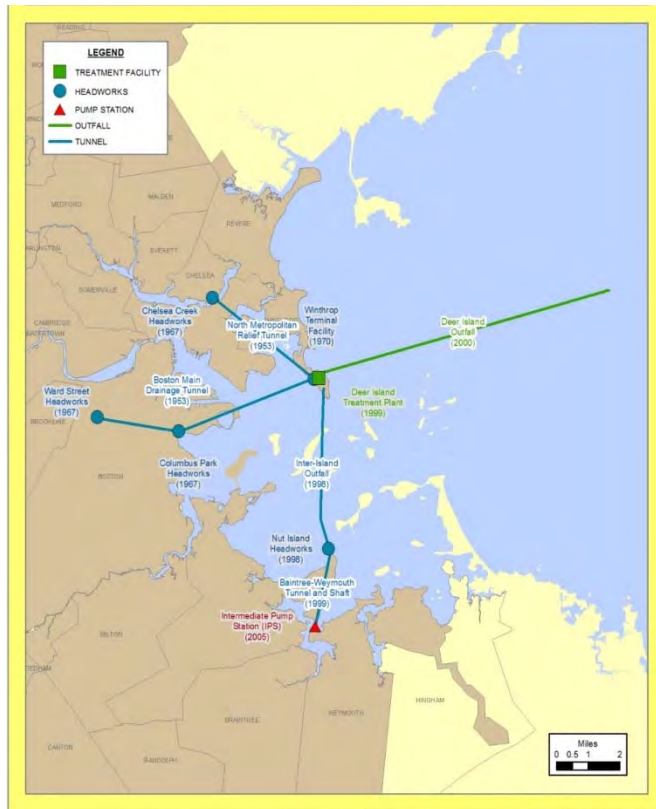 LEGEND
TREATMENT FACILITY
HEADWORKS
PUMP STATION
OUTFALL
TUNNEL
MALDEN
MEDFORD
REVERE
EVERETT
CHELSEA
SOMERVILLE
Chelsea Creek
Headworks
(1967)
North Metropolitan
Relief Tunnel
(1953)
Winthrop
Terminal
Facility
(1970)
Deer Island
Outfall
(2000)
CAMBRIDGE
Boston Main
Drainage Tunnel
(1953)
Ward Street
Headworks
(1967)
Deer Island
Treatment Plant
(1999)
BROOKLINE
BOSTON
Columbus Park
Headworks
(1967)
Inter-Island
Outfall
(1998)
Nut Island
Headworks
(1998)
Baintree-Weymouth
Tunnel and Shaft
(1999)
Intermediate Pump
Station (IPS)
(2005)
MILTON
HINGHAM
WEYMOUTH
BRAINTREE
CANTON
RANDOLPH
Miles
0 0.5 1 2